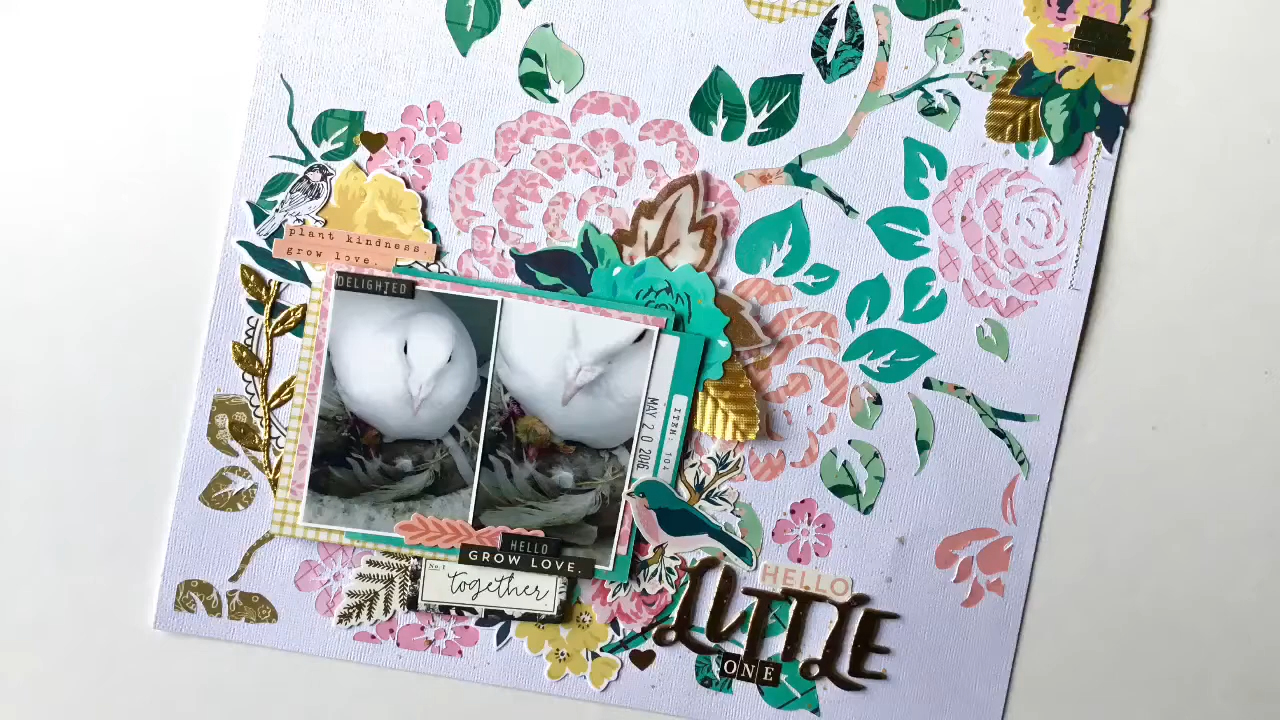 plant kindness.
grow love.
DELIGHTED
MAY 20 2016
ITEM: 104
HELLO
GROW LOVE.
No. 1
together
HELLO
LITTLE
ONE